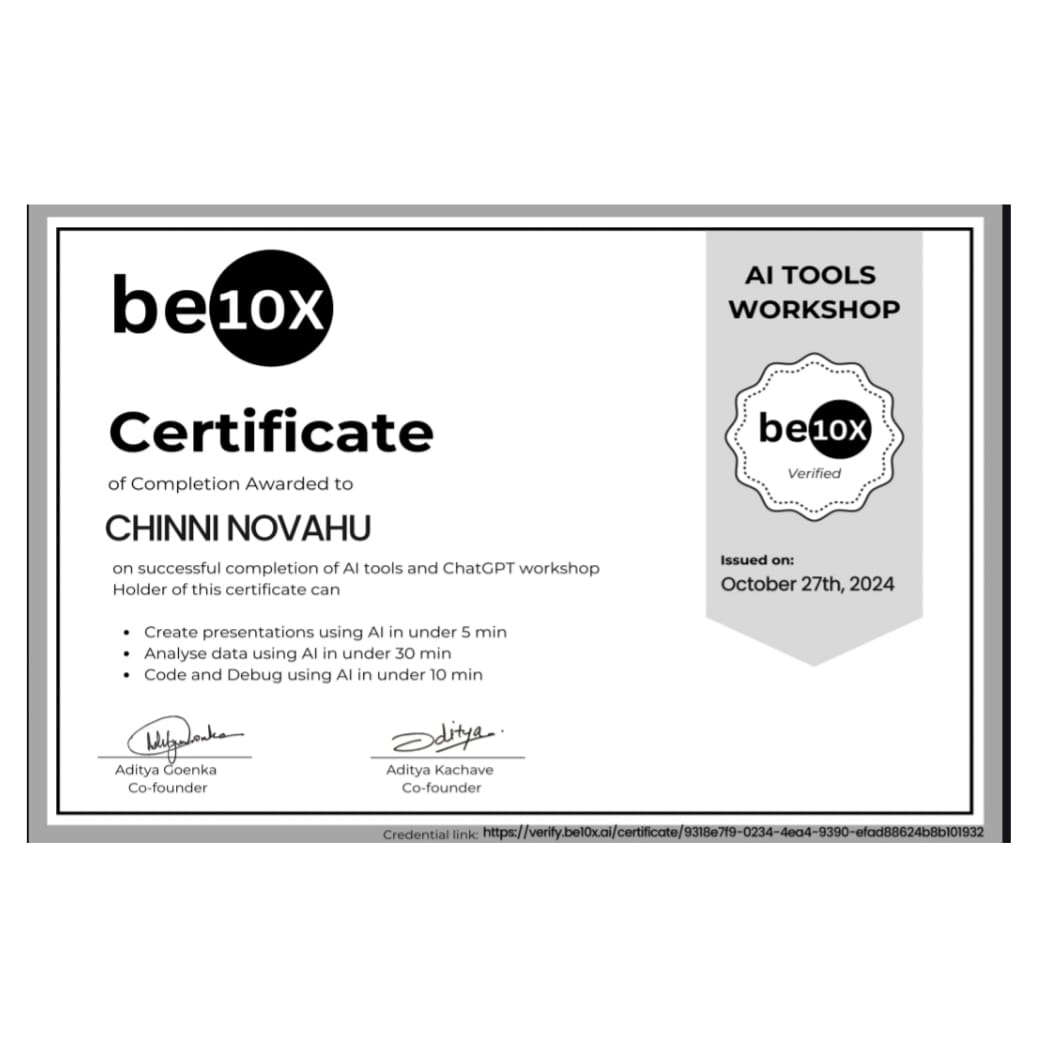 be10X
Certificate
of Completion Awarded to
CHINNI NOVAHU
on successful completion of AI tools and ChatGPT workshop
Holder of this certificate can
• Create presentations using AI in under 5 min
• Analyse data using AI in under 30 min
• Code and Debug using AI in under 10 min
Aditya Goenka
Co-founder
Aditya
Aditya Kachave
Co-founder
AI TOOLS
WORKSHOP
be10X
Verified
Issued on:
October 27th, 2024
Credential link: https://verify.be10x.ai/certificate/9318e7f9-0234-4ea4-9390-efad88624b8b101932